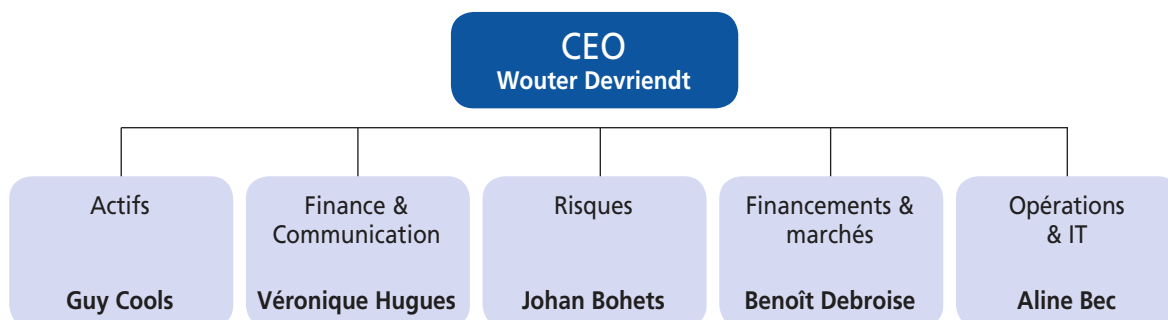 CEO
Wouter Devriendt
Actifs
Guy Cools
Finance &
Communication
Véronique Hugues
Risques
Johan Bohets
Financements &
marchés
Benoît Debroise
Opérations
& IT
Aline Bec